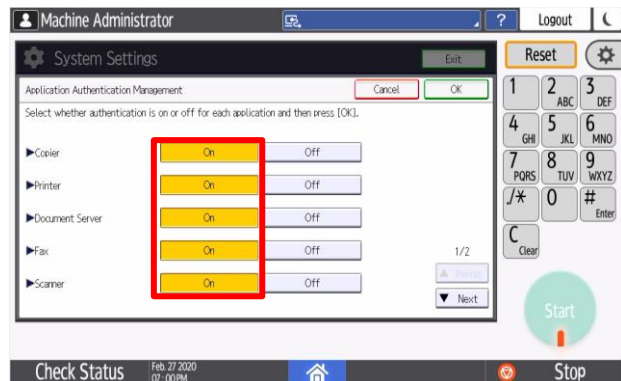 Machine Administrator ? Logout
System Settings Exit Reset
Application Authentication Management Cancel OK
Select whether authentication is on or off for each application and then press [OK].
▶Copier On Off
▶Printer On Off
▶Document Server On Off
▶Fax On Off 1/2
▶Scanner On Off ▼ Next
1 2 ABC 3 DEF
4 GHI 5 JKL 6 MNO
7 PQRS 8 TUV 9 WXYZ
./* 0 # Enter
C Clear
Start
Check Status Feb. 27 2020 Stop
07:00PM